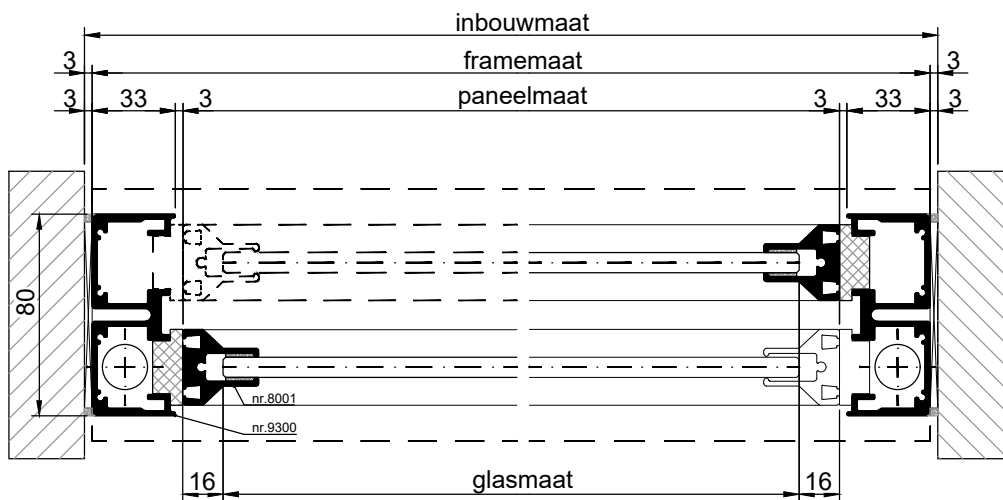 inbouwmaat
3 framemaat 3
3 33 3 paneelmaat 3 33 3
80
nr.8001
nr.9300
16 glasmaat 16